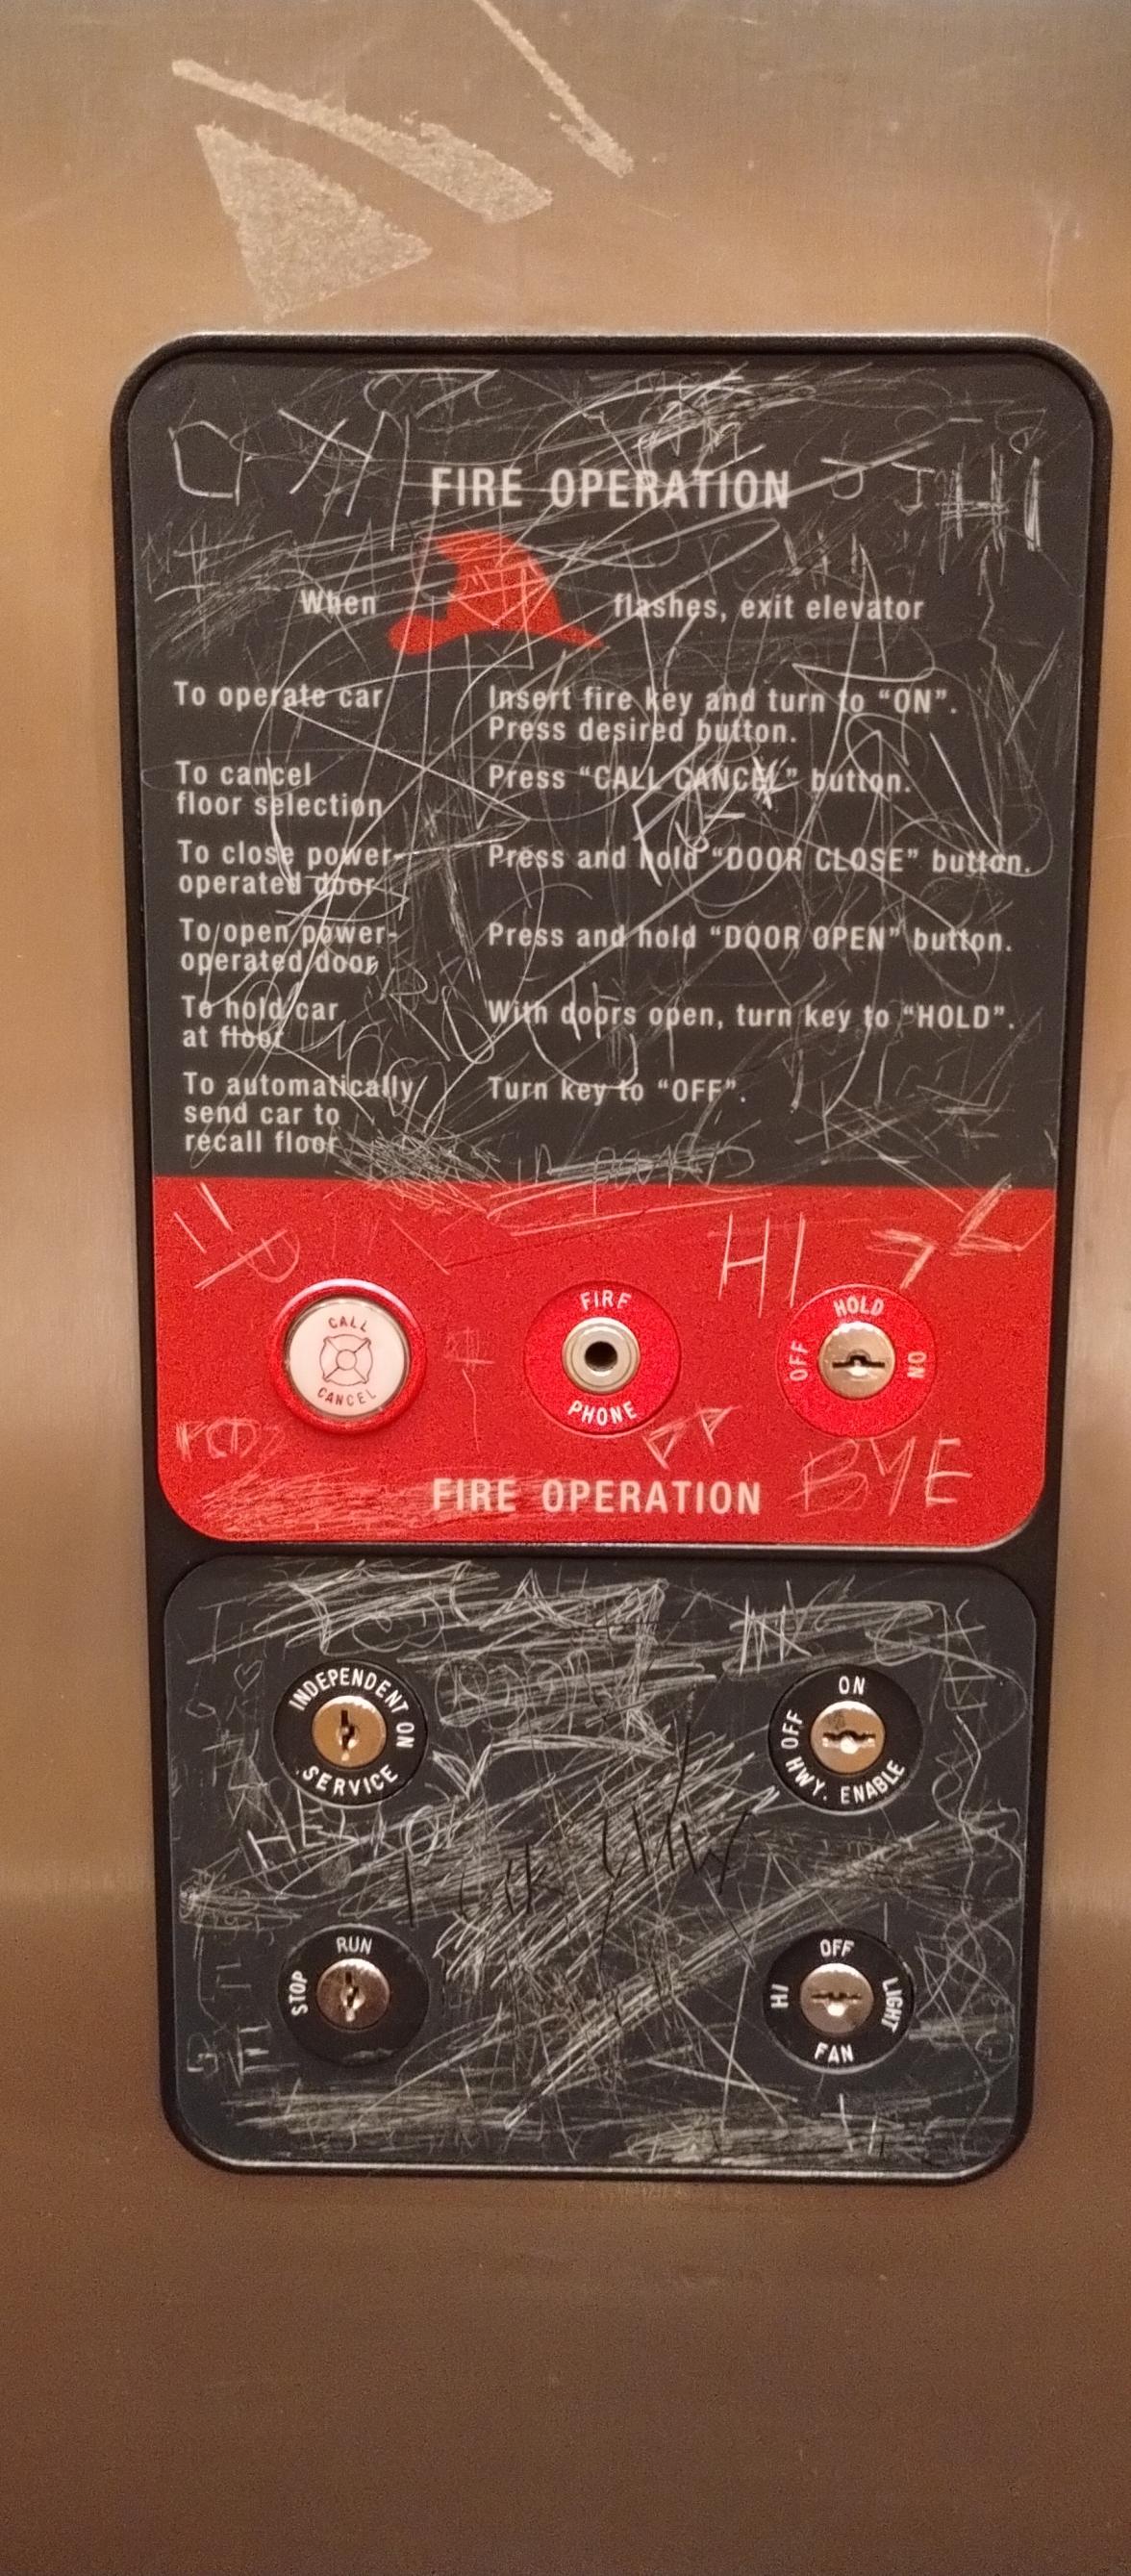 FIRE OPERATION
When flashes, exit elevator
To operate car
Insert fire key and turn to “ON”.
Press desired button.
To cancel
floor selection
Press “CALL CANCEL” button.
To close power-
operated door
Press and hold “DOOR CLOSE” button.
To open power-
operated door
Press and hold “DOOR OPEN” button.
To hold car
at floor
With doors open, turn key to “HOLD”.
To automatically
send car to
recall floor
Turn key to “OFF”.
HI
HI
CALL
CANCEL
FIRE
PHONE
HOLD
OFF
ON
BYE
FIRE OPERATION
INDEPENDENT ON
SERVICE
ON
OFF
HWY. ENABLE
RUN
STOP
OFF
HI
LIGHT
FAN